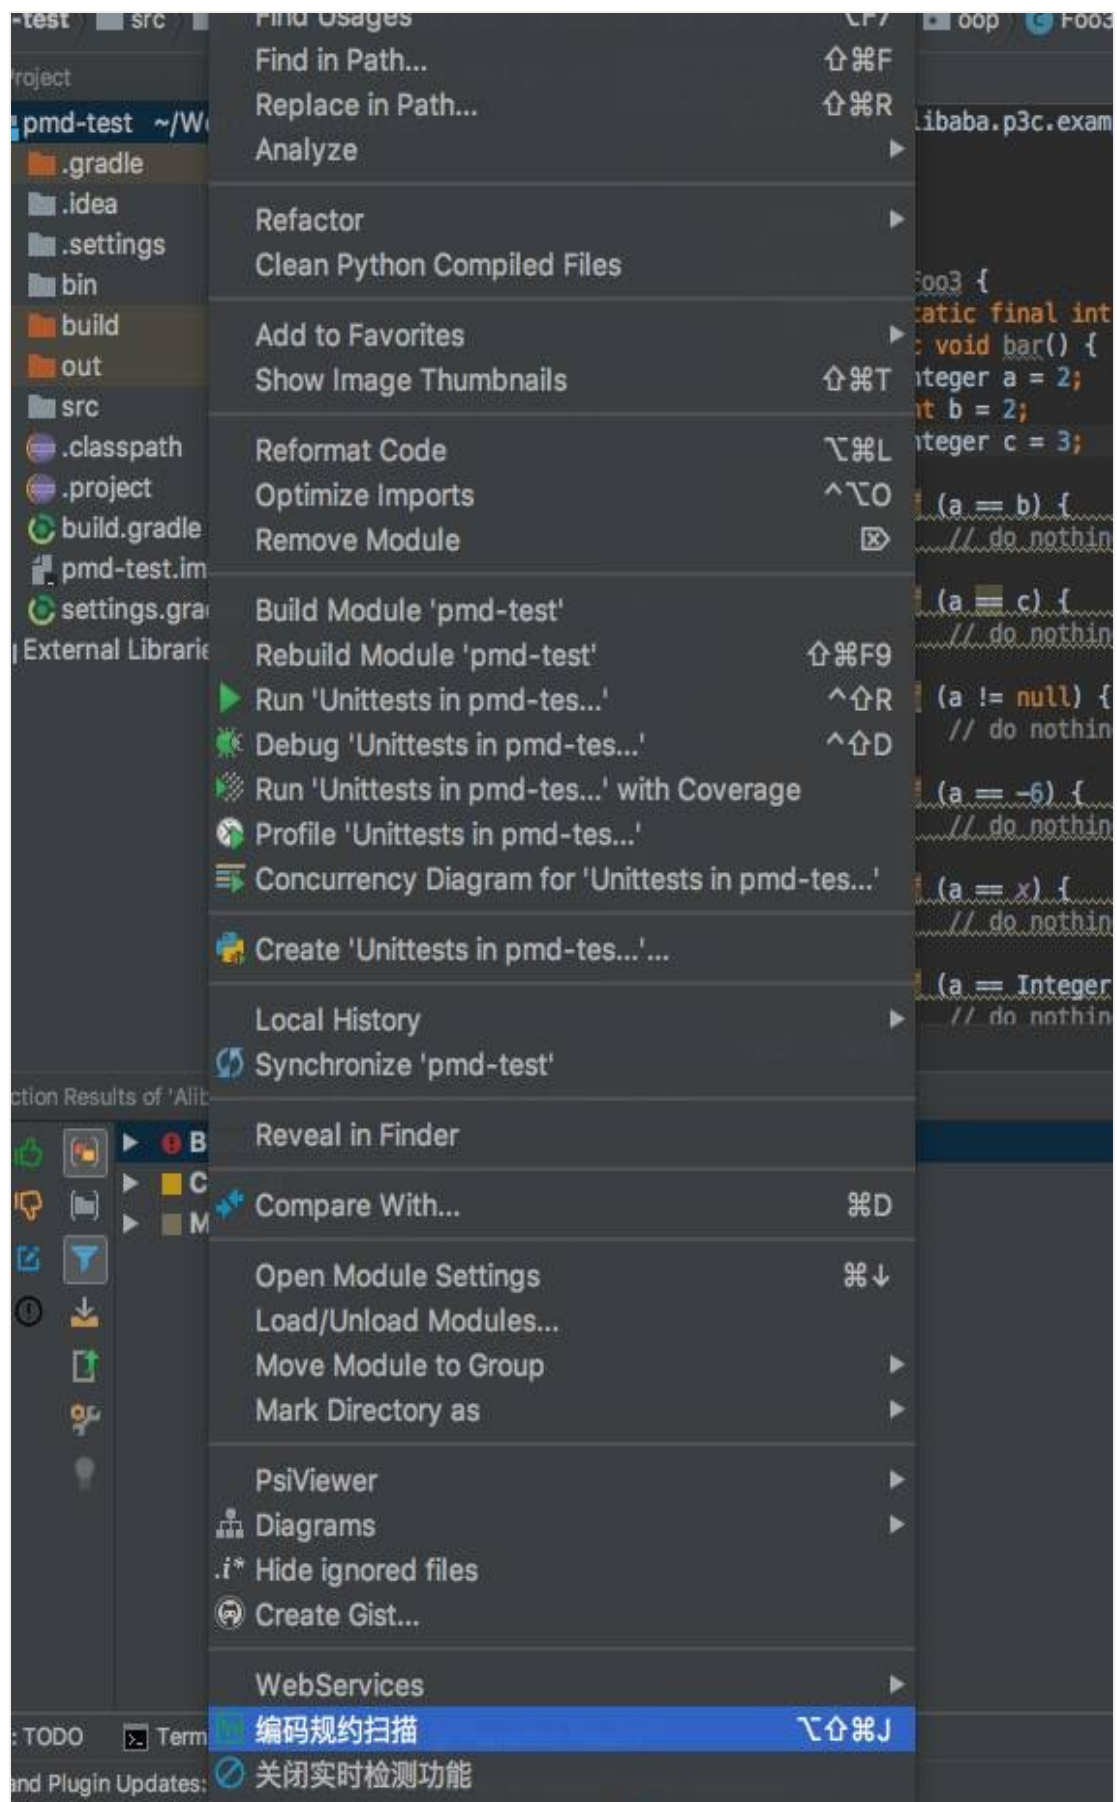 -test src
oop Foo3
Find Usages ⌥F7
Find in Path... ⇧⌘F
Replace in Path... ⇧⌘R
Analyze
Refactor
Clean Python Compiled Files
Add to Favorites
Show Image Thumbnails ⇧⌘T
Reformat Code ⌥⌘L
Optimize Imports ^⌥O
Remove Module ⌦
Build Module 'pmd-test'
Rebuild Module 'pmd-test' ⇧⌘F9
Run 'Unittests in pmd-tes...' ^⇧R
Debug 'Unittests in pmd-tes...' ^⇧D
Run 'Unittests in pmd-tes...' with Coverage
Profile 'Unittests in pmd-tes...'
Concurrency Diagram for 'Unittests in pmd-tes...'
Create 'Unittests in pmd-tes...'...
Local History
Synchronize 'pmd-test'
Reveal in Finder
Compare With... ⌘D
Open Module Settings ⌘↓
Load/Unload Modules...
Move Module to Group
Mark Directory as
PsiViewer
Diagrams
.i* Hide ignored files
Create Gist...
WebServices
编码规约扫描 ⌥⇧⌘J
关闭实时检测功能
roject
pmd-test ~/W
.gradle
.idea
.settings
bin
build
out
src
.classpath
.project
build.gradle
pmd-test.im
settings.gra
External Librarie
libaba.p3c.exam
Foo3 {
tatic final int
c void bar() {
nteger a = 2;
nt b = 2;
nteger c = 3;
(a == b) {
// do nothin
(a == c) {
// do nothin
(a != null) {
// do nothin
(a == -6) {
// do nothin
(a == x) {
// do nothin
(a == Integer
// do nothin
ction Results of 'Alib
B
C
M
: TODO Term
and Plugin Updates: